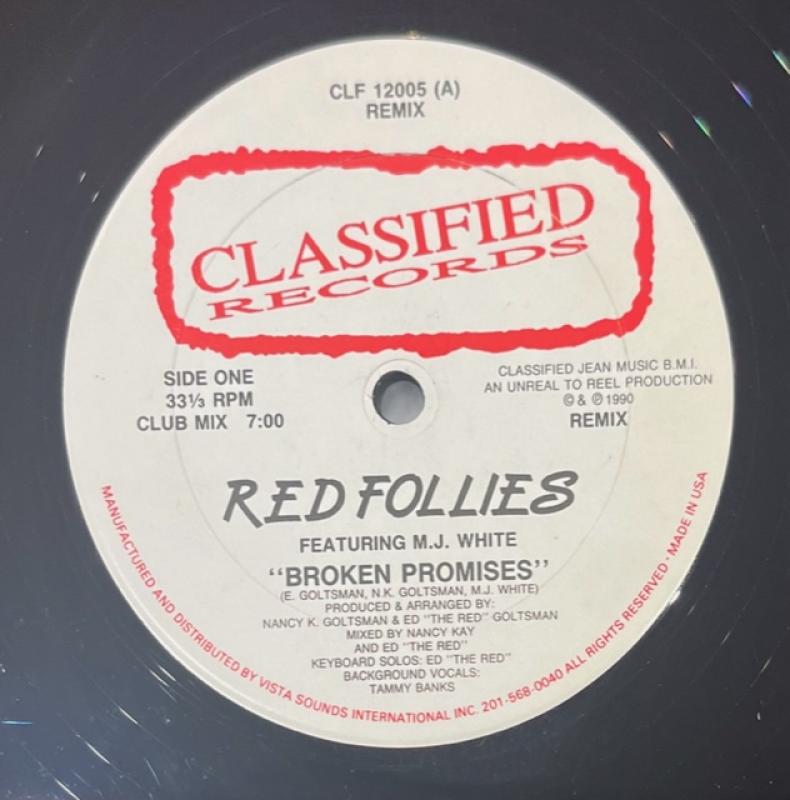 CLF 12005 (A)
REMIX
CLASSIFIED
RECORDS
SIDE ONE
33⅓ RPM
CLUB MIX 7:00
CLASSIFIED JEAN MUSIC B.M.I.
AN UNREAL TO REEL PRODUCTION
© & ℗ 1990
REMIX
RED FOLLIES
FEATURING M.J. WHITE
"BROKEN PROMISES"
(E. GOLTSMAN, N.K. GOLTSMAN, M.J. WHITE)
PRODUCED & ARRANGED BY:
NANCY K. GOLTSMAN & ED "THE RED" GOLTSMAN
MIXED BY NANCY KAY
AND ED "THE RED"
KEYBOARD SOLOS: ED "THE RED"
BACKGROUND VOCALS:
TAMMY BANKS
MANUFACTURED AND DISTRIBUTED BY VISTA SOUNDS INTERNATIONAL INC. 201-568-0040 ALL RIGHTS RESERVED • MADE IN USA